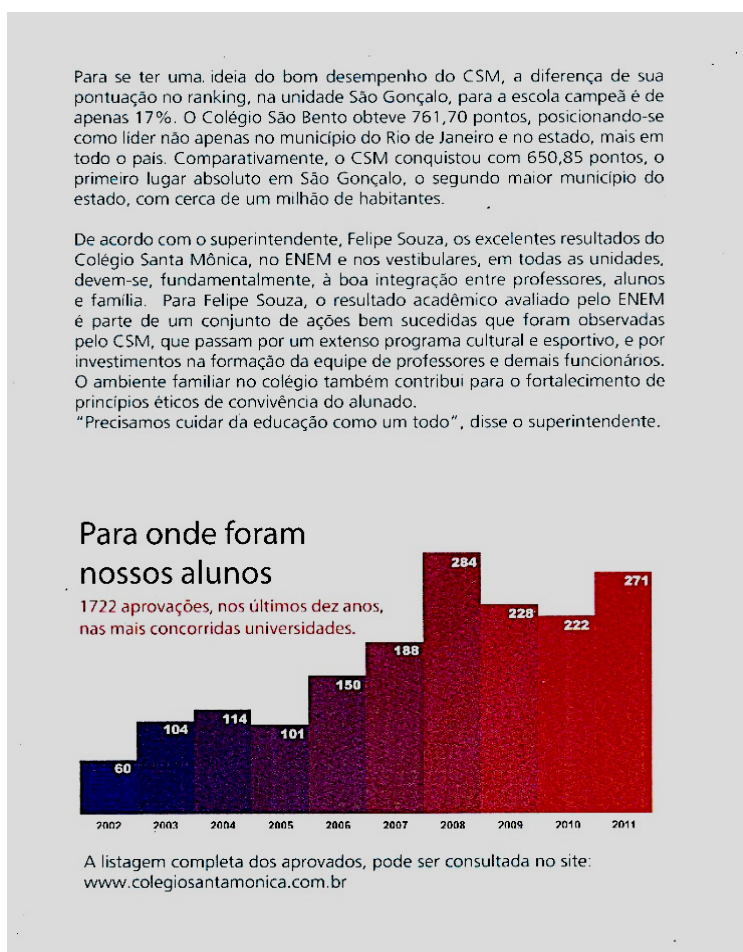 Para se ter uma ideia do bom desempenho do CSM, a diferença de sua
pontuação no ranking, na unidade São Gonçalo, para a escola campeã é de
apenas 17%. O Colégio São Bento obteve 761,70 pontos, posicionando-se
como líder não apenas no município do Rio de Janeiro e no estado, mais em
todo o país. Comparativamente, o CSM conquistou com 650,85 pontos, o
primeiro lugar absoluto em São Gonçalo, o segundo maior município do
estado, com cerca de um milhão de habitantes.
De acordo com o superintendente, Felipe Souza, os excelentes resultados do
Colégio Santa Mônica, no ENEM e nos vestibulares, em todas as unidades,
devem-se, fundamentalmente, à boa integração entre professores, alunos
e família. Para Felipe Souza, o resultado acadêmico avaliado pelo ENEM
é parte de um conjunto de ações bem sucedidas que foram observadas
pelo CSM, que passam por um extenso programa cultural e esportivo, e por
investimentos na formação da equipe de professores e demais funcionários.
O ambiente familiar no colégio também contribui para o fortalecimento de
princípios éticos de convivência do alunado.
"Precisamos cuidar da educação como um todo", disse o superintendente.
Para onde foram
nossos alunos
1722 aprovações, nos últimos dez anos,
nas mais concorridas universidades.
60
104
114
101
150
188
284
228
222
271
2002 2003 2004 2005 2006 2007 2008 2009 2010 2011
A listagem completa dos aprovados, pode ser consultada no site:
www.colegiosantamonica.com.br